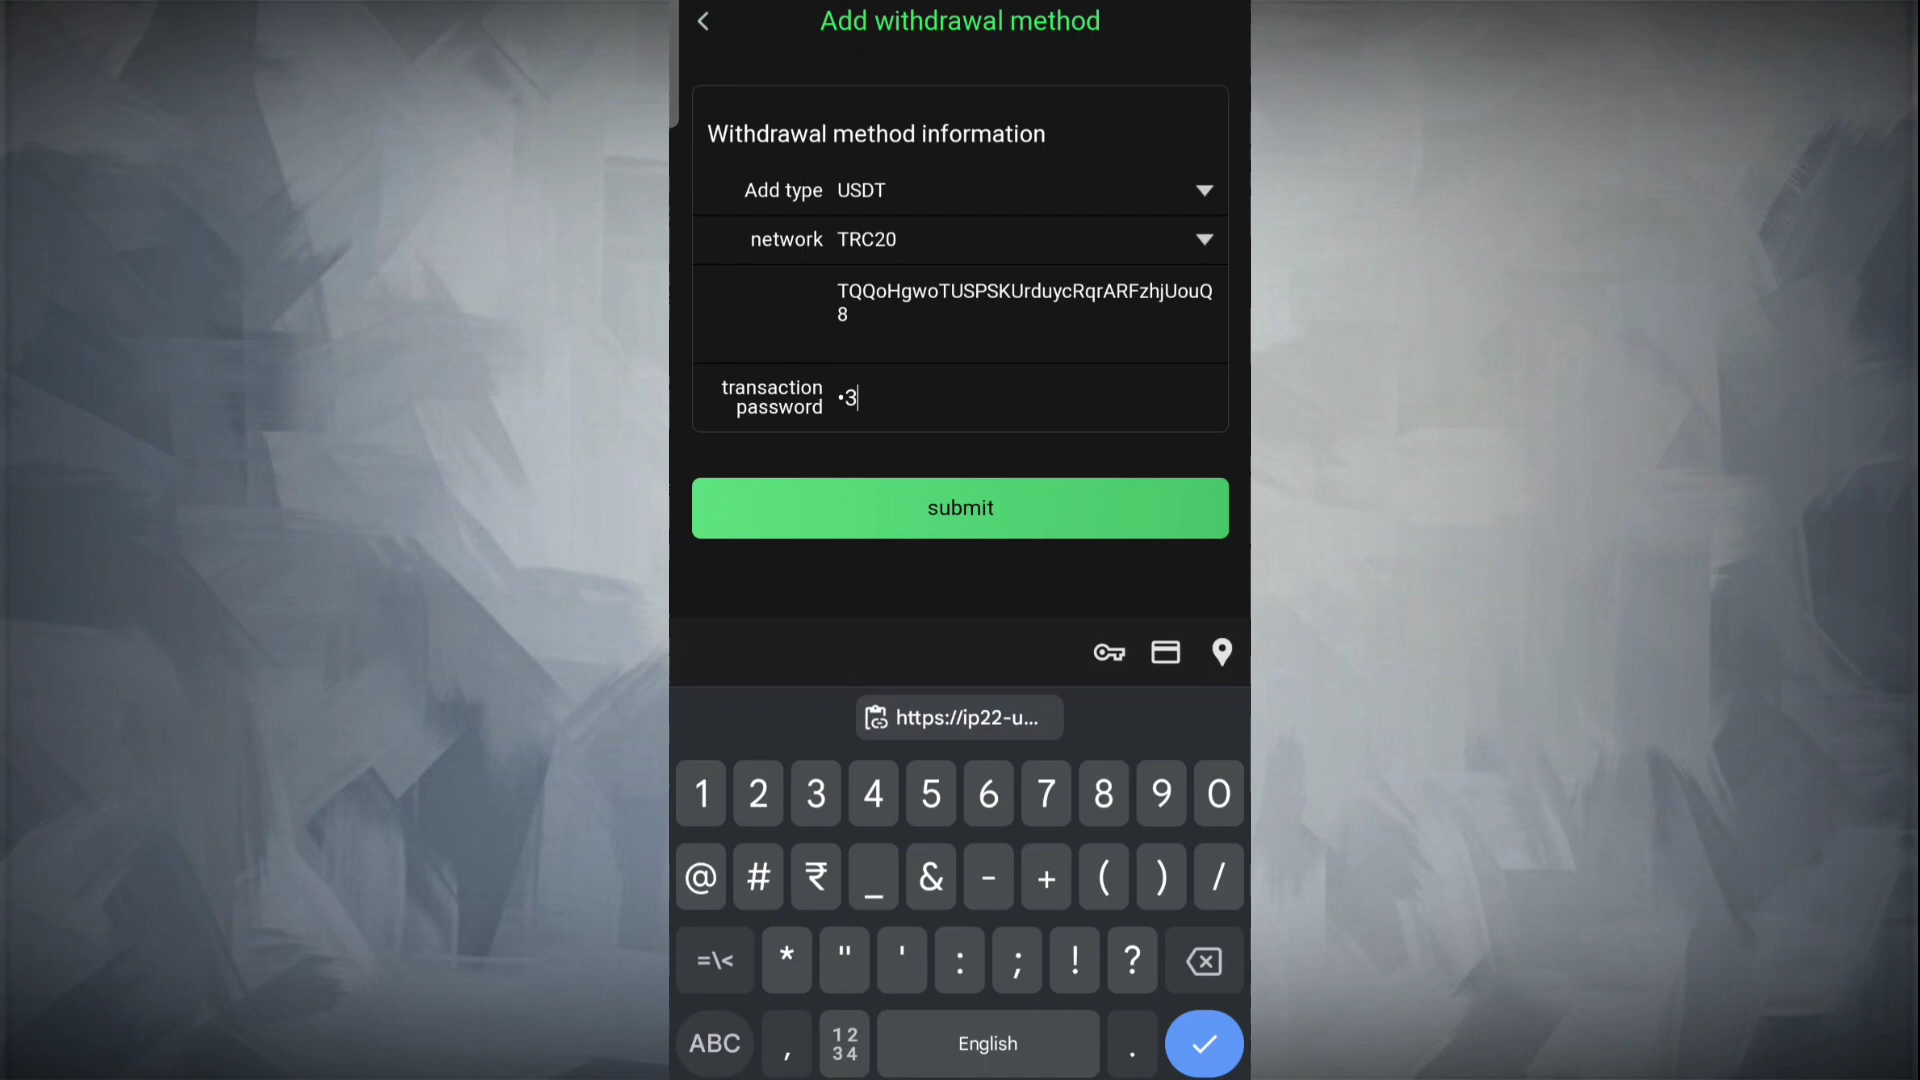 Add withdrawal method
Withdrawal method information
Add type USDT
network TRC20
TQQoHgwoTUSPSKUrduycRqrARFzhjUouQ
8
transaction
password •3
submit
https://ip22-u...
1 2 3 4 5 6 7 8 9 0
@ # ₹ _ & - + ( ) /
=\< * " ' : ; ! ?
ABC , 12 34 English .